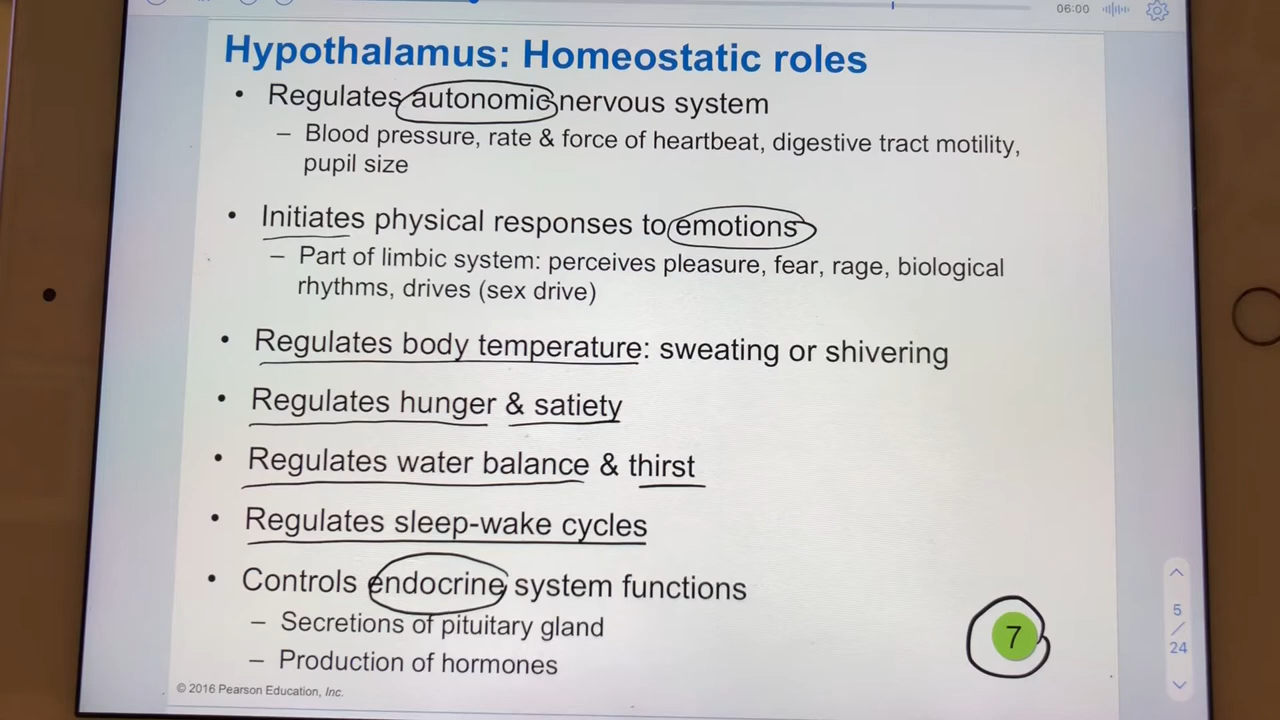 06:00
Hypothalamus: Homeostatic roles
• Regulates autonomic nervous system
– Blood pressure, rate & force of heartbeat, digestive tract motility,
pupil size
• Initiates physical responses to emotions
– Part of limbic system: perceives pleasure, fear, rage, biological
rhythms, drives (sex drive)
• Regulates body temperature: sweating or shivering
• Regulates hunger & satiety
• Regulates water balance & thirst
• Regulates sleep-wake cycles
• Controls endocrine system functions
– Secretions of pituitary gland
– Production of hormones
7
5
/
24
© 2016 Pearson Education, Inc.